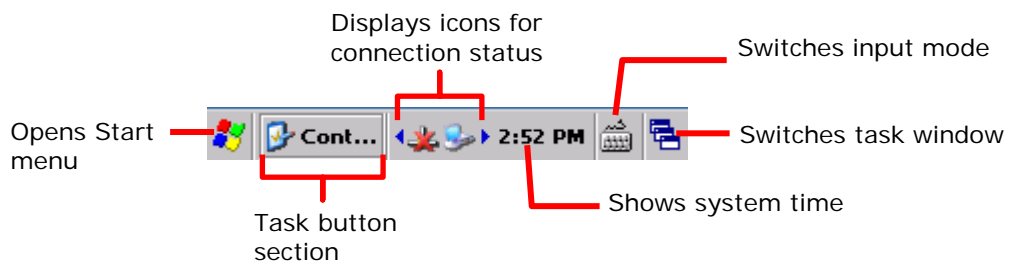 Displays icons for
connection status
Switches input mode
Opens Start
menu
Cont...
2:52 PM
Switches task window
Shows system time
Task button
section